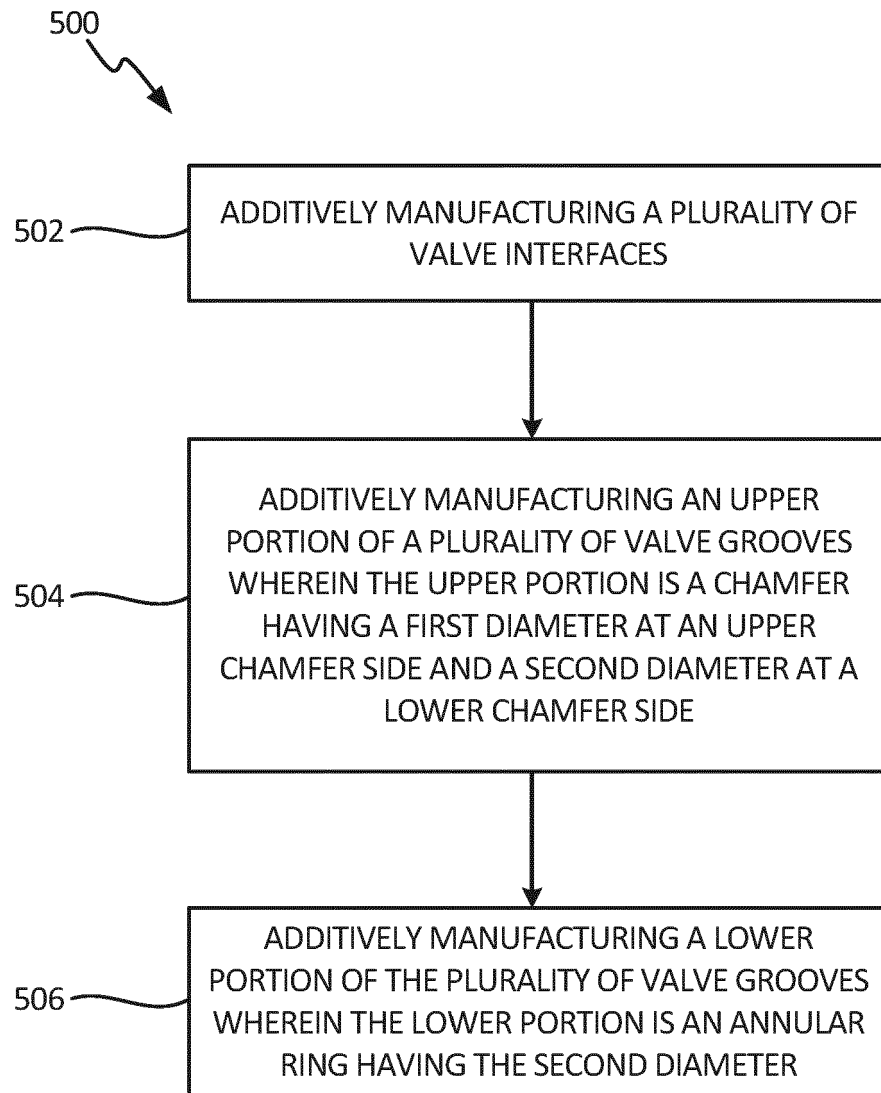 500
502
ADDITIVELY MANUFACTURING A PLURALITY OF
VALVE INTERFACES
504
ADDITIVELY MANUFACTURING AN UPPER
PORTION OF A PLURALITY OF VALVE GROOVES
WHEREIN THE UPPER PORTION IS A CHAMFER
HAVING A FIRST DIAMETER AT AN UPPER
CHAMFER SIDE AND A SECOND DIAMETER AT A
LOWER CHAMFER SIDE
506
ADDITIVELY MANUFACTURING A LOWER
PORTION OF THE PLURALITY OF VALVE GROOVES
WHEREIN THE LOWER PORTION IS AN ANNULAR
RING HAVING THE SECOND DIAMETER